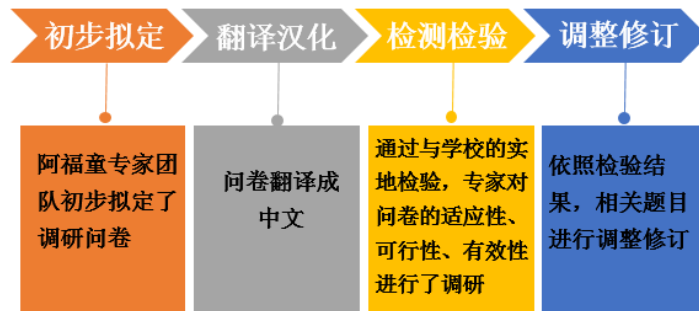 初步拟定
翻译汉化
检测检验
调整修订
阿福童专家团
队初步拟定了
调研问卷
问卷翻译成
中文
通过与学校的实
地检验，专家对
问卷的适应性、
可行性、有效性
进行了调研
依照检验结
果，相关题目
进行调整修订